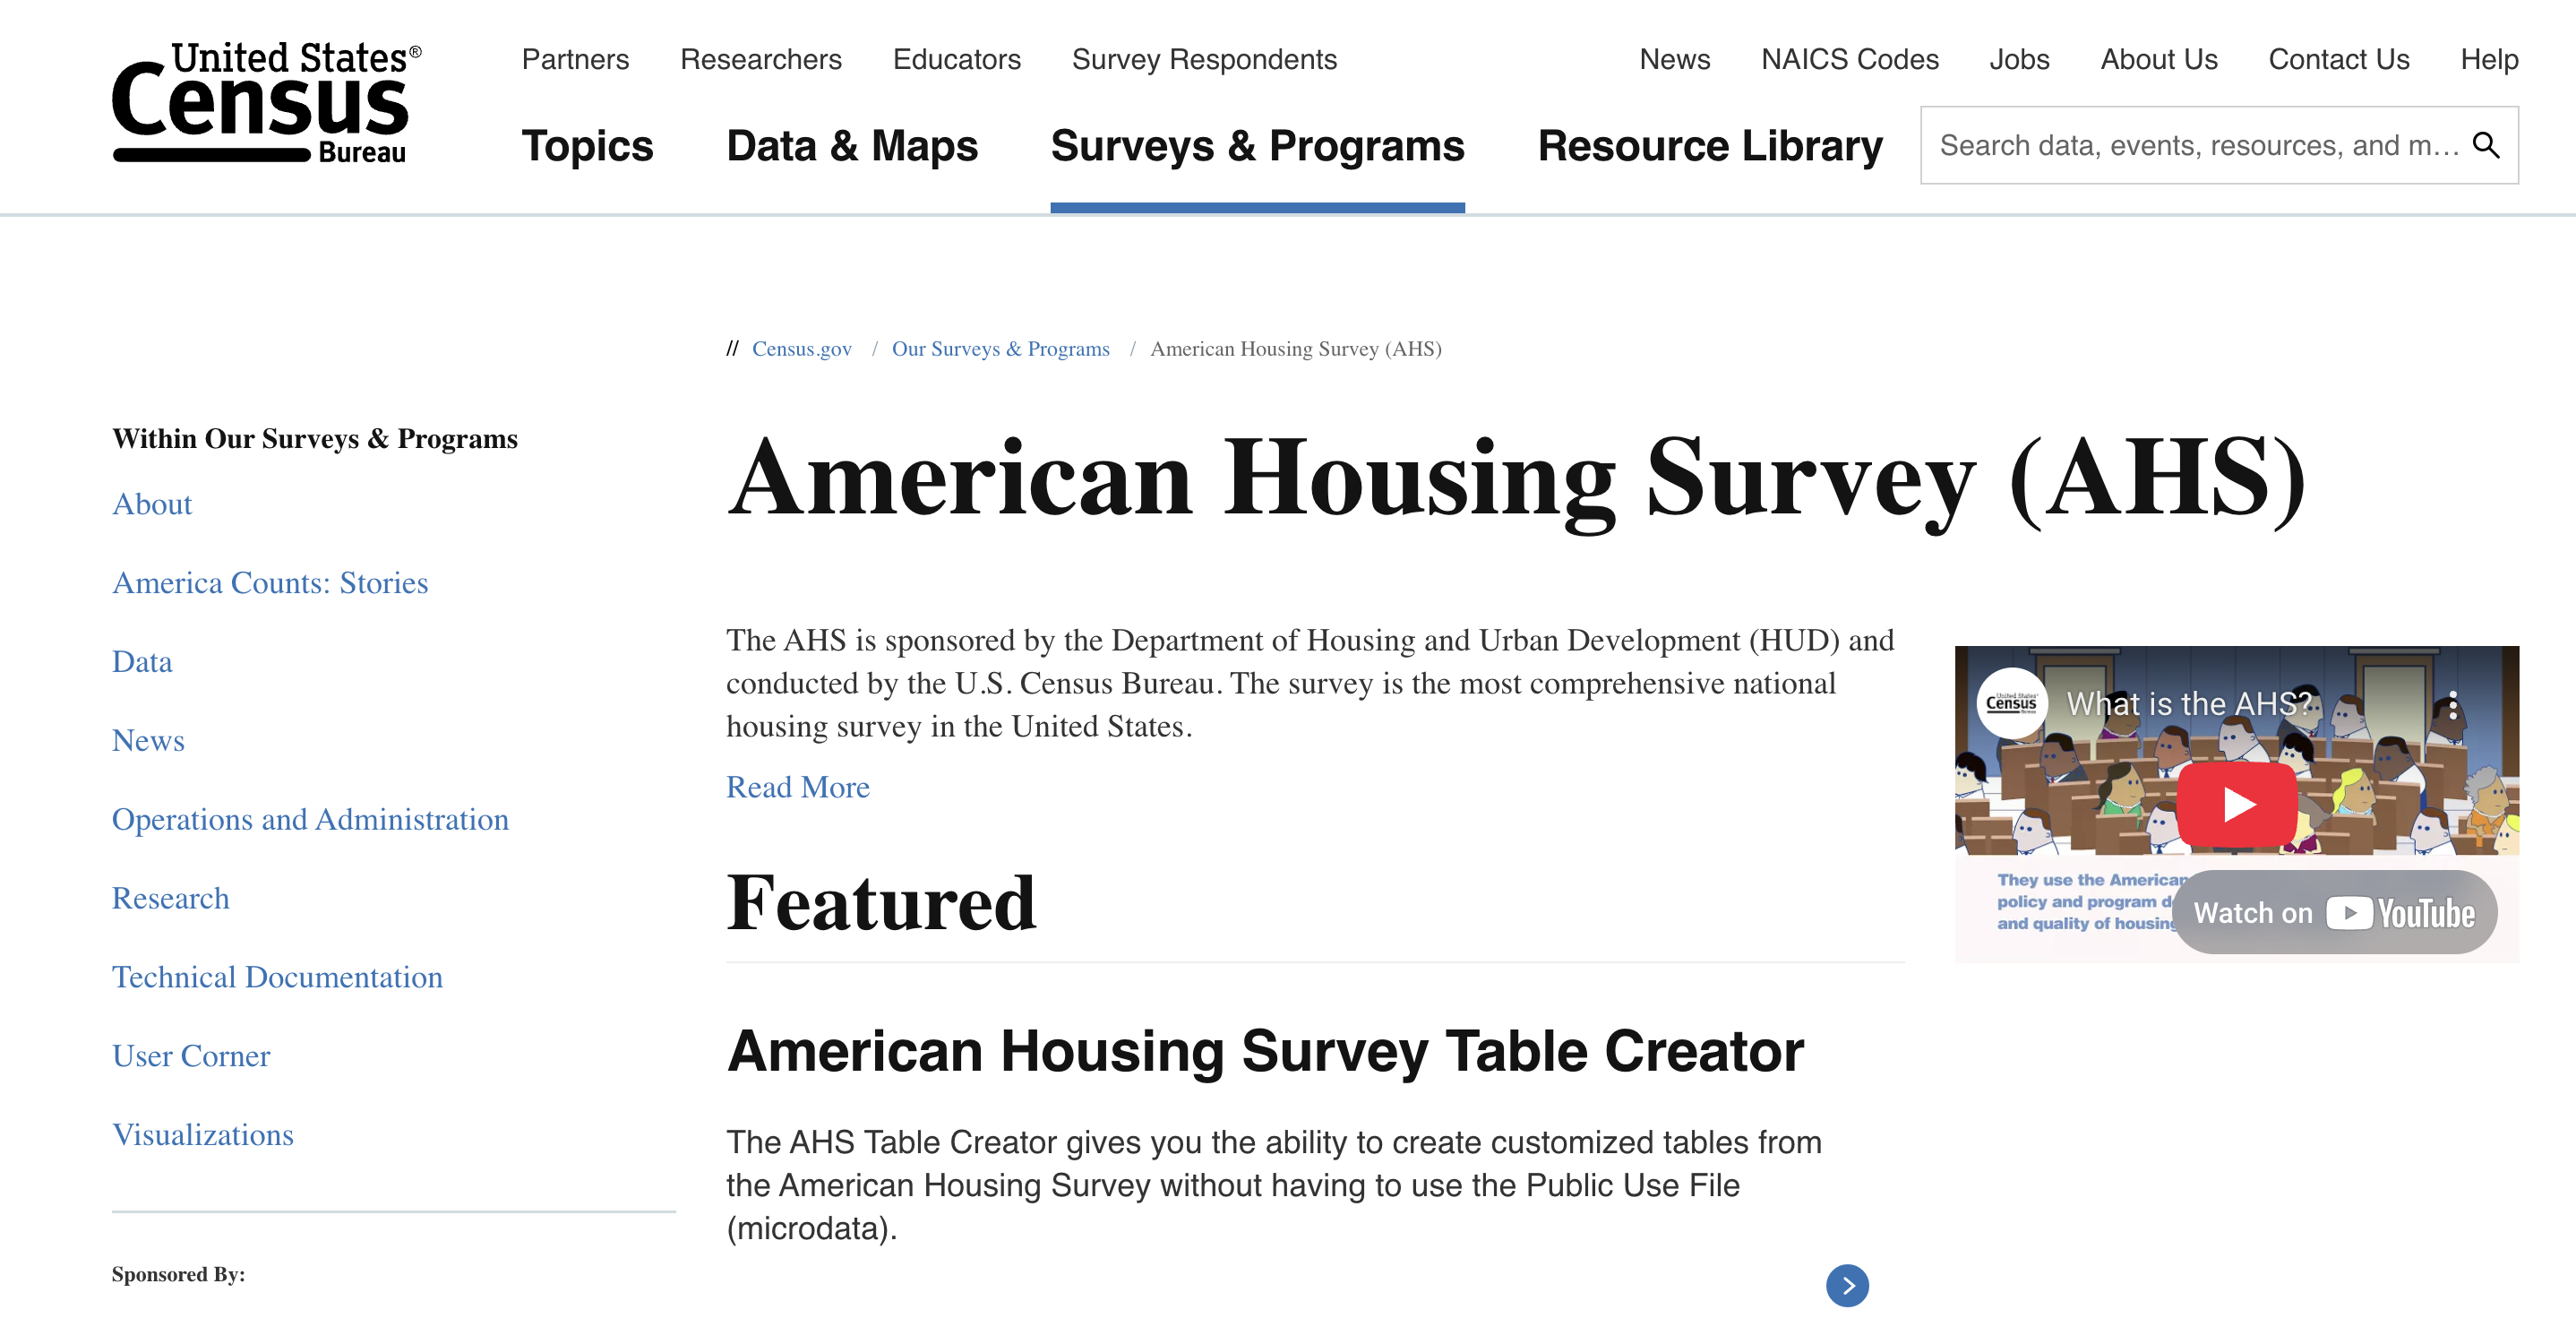 United States®
Census
Bureau
Partners Researchers Educators Survey Respondents
News NAICS Codes Jobs About Us Contact Us Help
Topics Data & Maps Surveys & Programs Resource Library
Search data, events, resources, and m...
// Census.gov / Our Surveys & Programs / American Housing Survey (AHS)
Within Our Surveys & Programs
About
America Counts: Stories
Data
News
Operations and Administration
Research
Technical Documentation
User Corner
Visualizations
Sponsored By:
American Housing Survey (AHS)
The AHS is sponsored by the Department of Housing and Urban Development (HUD) and
conducted by the U.S. Census Bureau. The survey is the most comprehensive national
housing survey in the United States.
Read More
United States®
Census
Bureau
What is the AHS?
They use the American
policy and program d
and quality of housing
Watch on YouTube
Featured
American Housing Survey Table Creator
The AHS Table Creator gives you the ability to create customized tables from
the American Housing Survey without having to use the Public Use File
(microdata).